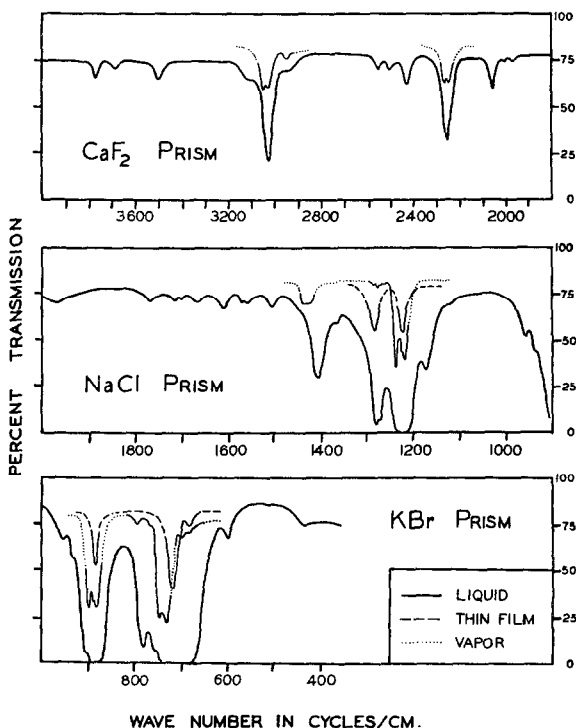 100
75
50
25
0
CaF2 PRISM
3600 3200 2800 2400 2000
PERCENT TRANSMISSION
100
75
50
25
0
NaCl PRISM
1800 1600 1400 1200 1000
100
75
50
25
0
KBr PRISM
LIQUID
THIN FILM
VAPOR
800 600 400
WAVE NUMBER IN CYCLES/CM.